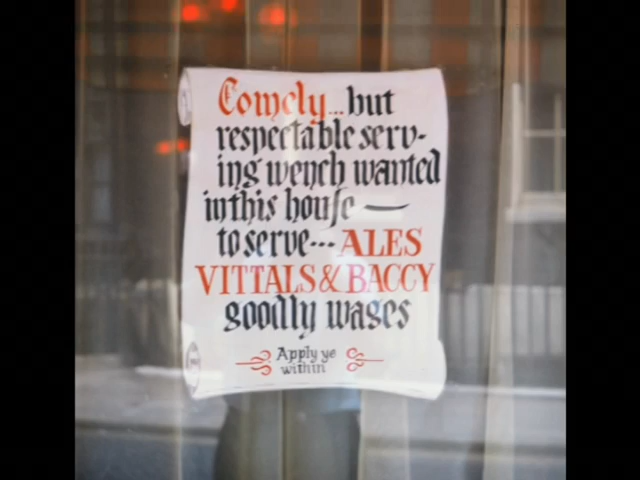 Comely... but
respectable serv-
ing wench wanted
in this house —
to serve--- ALES
VITTALS & BACCY
goodly wages
Apply ye
within